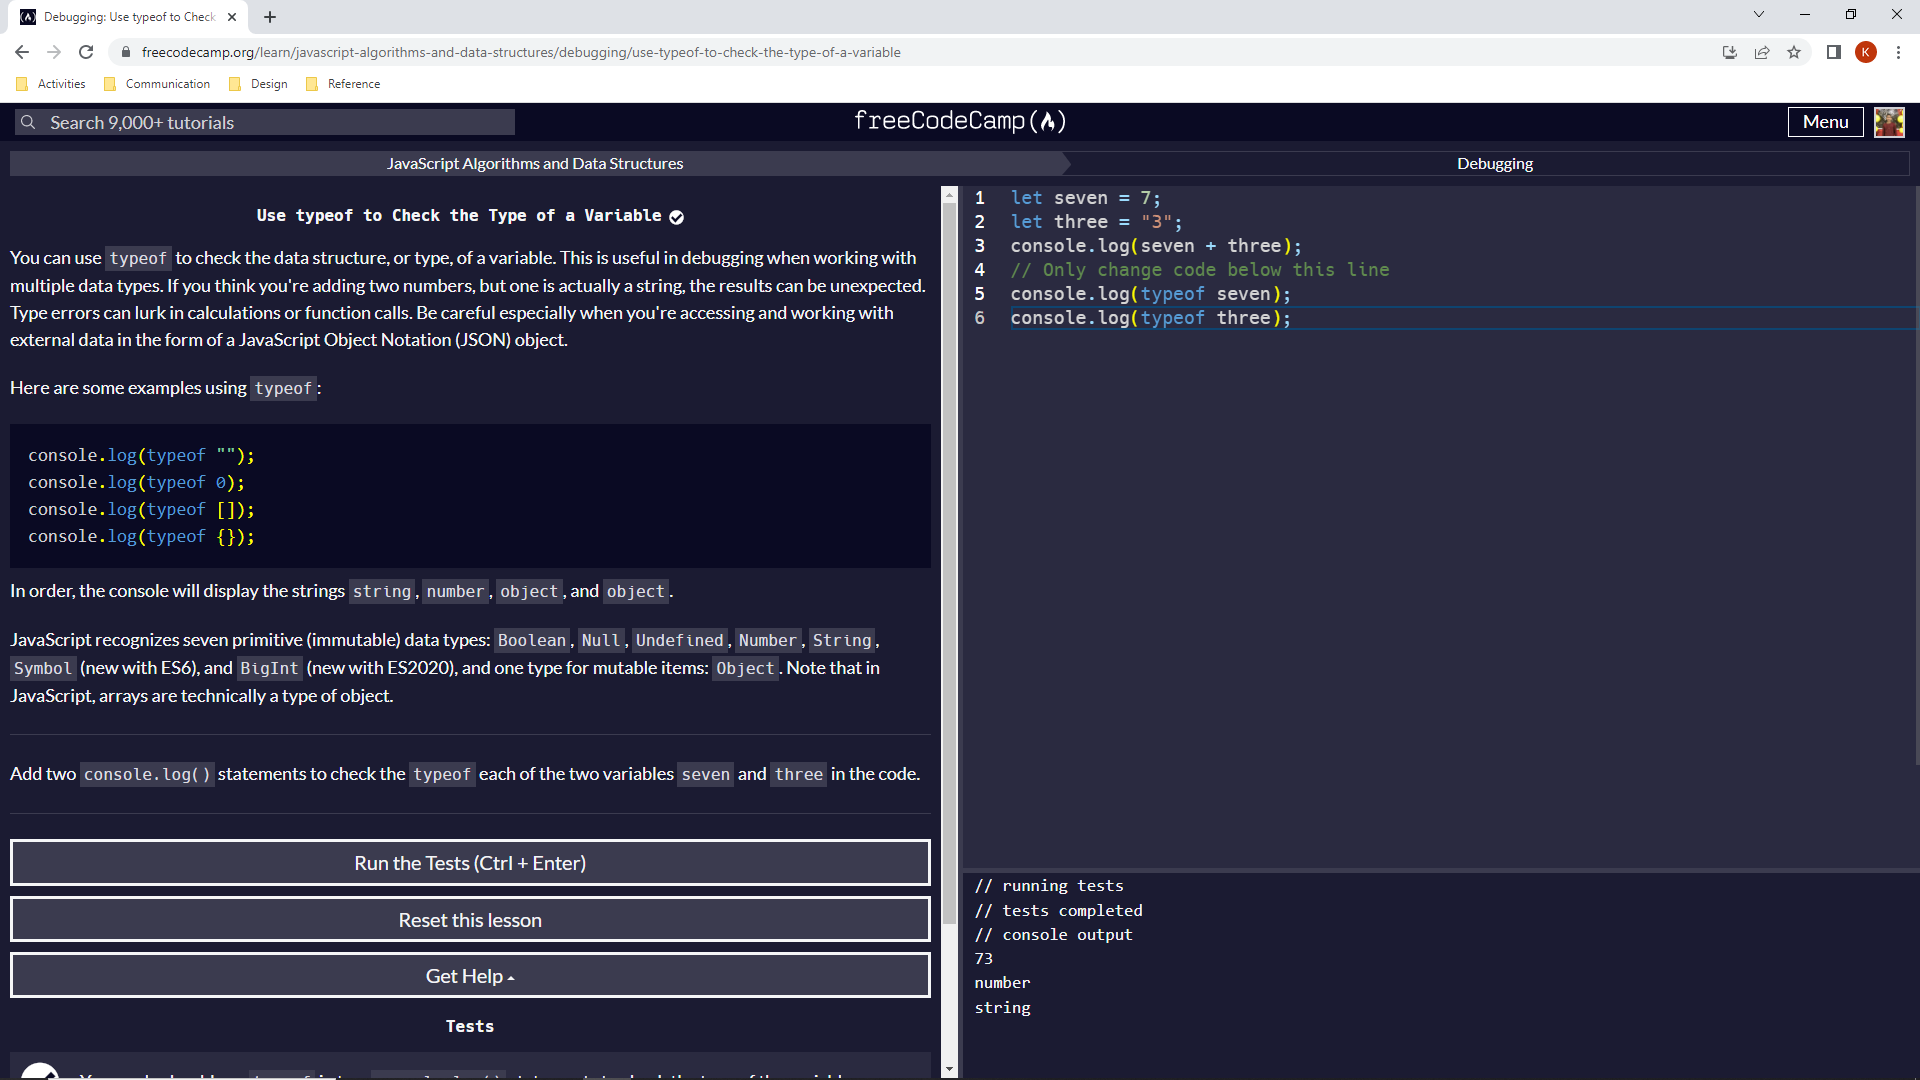 Debugging: Use typeof to Check
freecodecamp.org/learn/javascript-algorithms-and-data-structures/debugging/use-typeof-to-check-the-type-of-a-variable
K
Activities Communication Design Reference
Search 9,000+ tutorials
freeCodeCamp
Menu
JavaScript Algorithms and Data Structures
Debugging
Use typeof to Check the Type of a Variable
You can use typeof to check the data structure, or type, of a variable. This is useful in debugging when working with
multiple data types. If you think you're adding two numbers, but one is actually a string, the results can be unexpected.
Type errors can lurk in calculations or function calls. Be careful especially when you're accessing and working with
external data in the form of a JavaScript Object Notation (JSON) object.
Here are some examples using typeof:
console.log(typeof "");
console.log(typeof 0);
console.log(typeof []);
console.log(typeof {});
In order, the console will display the strings string, number, object, and object.
JavaScript recognizes seven primitive (immutable) data types: Boolean, Null, Undefined, Number, String,
Symbol (new with ES6), and BigInt (new with ES2020), and one type for mutable items: Object. Note that in
JavaScript, arrays are technically a type of object.
Add two console.log() statements to check the typeof each of the two variables seven and three in the code.
Run the Tests (Ctrl + Enter)
Reset this lesson
Get Help
Tests
1 let seven = 7;
2 let three = "3";
3 console.log(seven + three);
4 // Only change code below this line
5 console.log(typeof seven);
6 console.log(typeof three);
// running tests
// tests completed
// console output
73
number
string